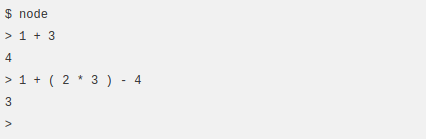 $ node
> 1 + 3
4
> 1 + ( 2 * 3 ) - 4
3
>